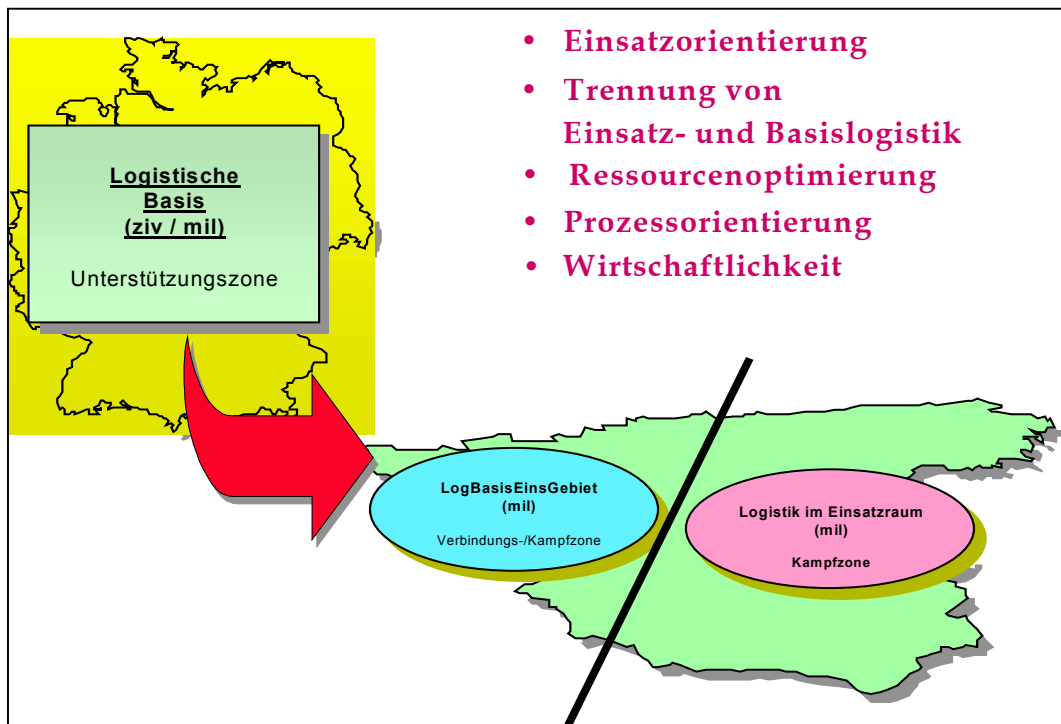 • Einsatzorientierung
• Trennung von
Einsatz- und Basislogistik
• Ressourcenoptimierung
• Prozessorientierung
• Wirtschaftlichkeit
Logistische
Basis
(ziv / mil)
Unterstützungszone
LogBasisEinsGebiet
(mil)
Verbindungs-/Kampfzone
Logistik im Einsatzraum
(mil)
Kampfzone